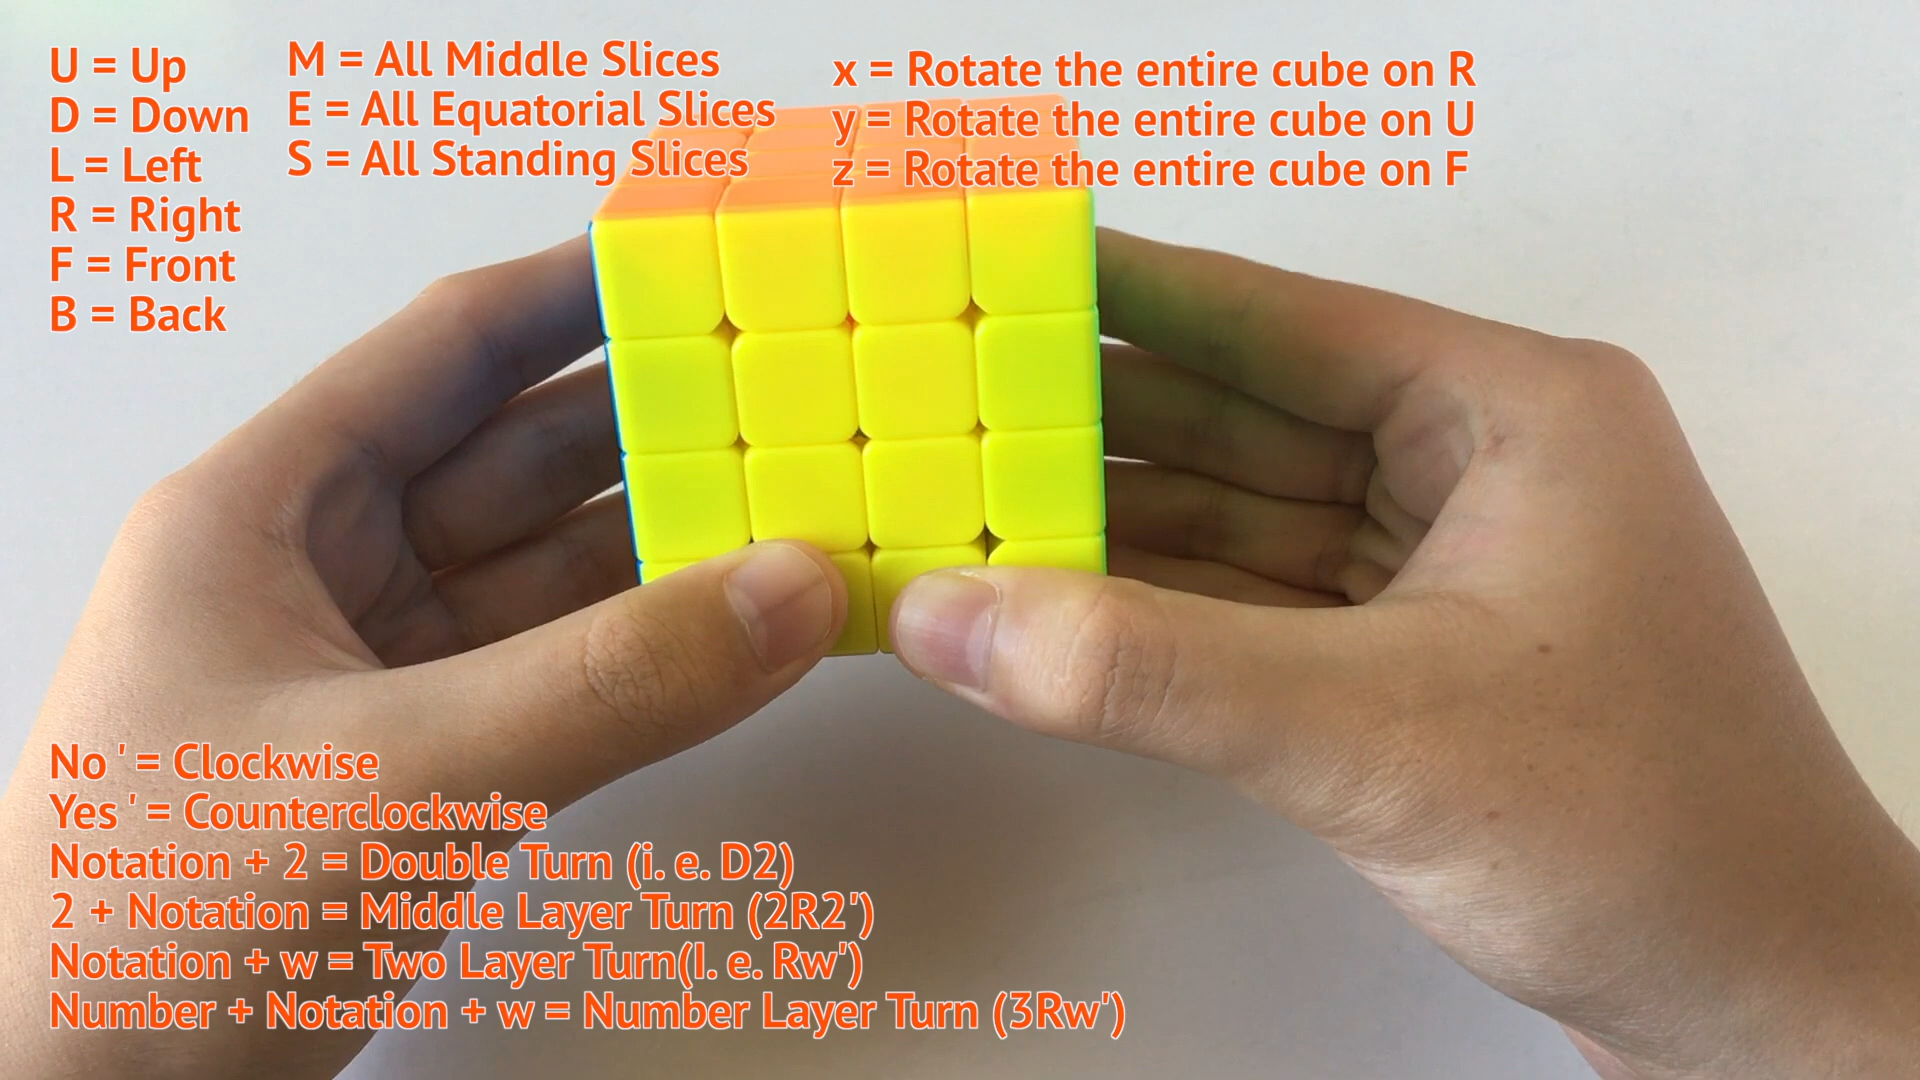 U = Up
D = Down
L = Left
R = Right
F = Front
B = Back
M = All Middle Slices
E = All Equatorial Slices
S = All Standing Slices
x = Rotate the entire cube on R
y = Rotate the entire cube on U
z = Rotate the entire cube on F
No ' = Clockwise
Yes ' = Counterclockwise
Notation + 2 = Double Turn (i. e. D2)
2 + Notation = Middle Layer Turn (2R2')
Notation + w = Two Layer Turn(I. e. Rw')
Number + Notation + w = Number Layer Turn (3Rw')